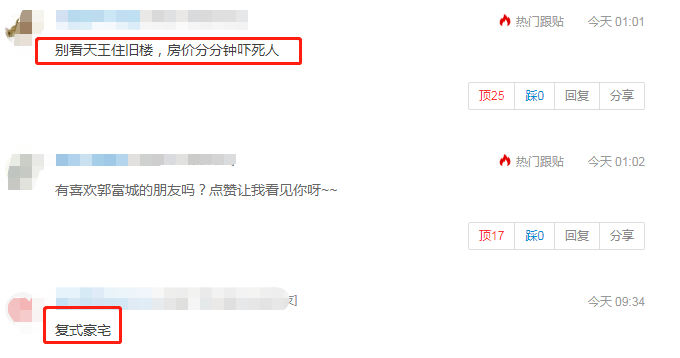 热门跟贴 今天 01:01
别看天王住旧楼，房价分分钟吓死人
顶25 踩0 回复 分享
热门跟贴 今天 01:02
有喜欢郭富城的朋友吗？点赞让我看见你呀~~
顶17 踩0 回复 分享
今天 09:34
复式豪宅